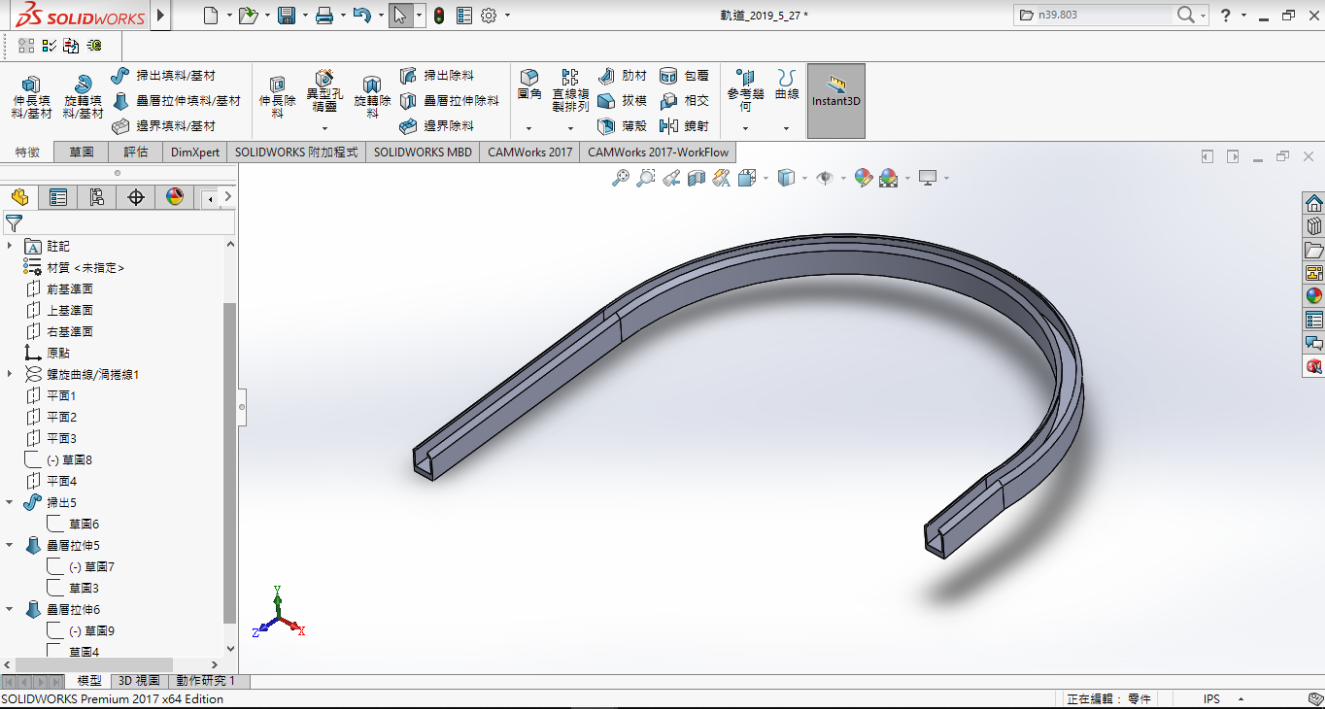 SOLIDWORKS
軌道_2019_5_27 *
n39.803
伸長填料/基材
旋轉填料/基材
掃出填料/基材
疊層拉伸填料/基材
邊界填料/基材
伸長除料
異型孔精靈
旋轉除料
掃出除料
疊層拉伸除料
邊界除料
圓角
直線複製排列
肋材
拔模
薄殼
包覆
相交
鏡射
參考幾何
曲線
Instant3D
特徵
草圖
評估
DimXpert
SOLIDWORKS 附加程式
SOLIDWORKS MBD
CAMWorks 2017
CAMWorks 2017-WorkFlow
註記
材質 <未指定>
前基準面
上基準面
右基準面
原點
螺旋曲線/渦捲線1
平面1
平面2
平面3
(-) 草圖8
平面4
掃出5
草圖6
疊層拉伸5
(-) 草圖7
草圖3
疊層拉伸6
(-) 草圖9
草圖4
Y
Z
X
模型
3D 視圖
動作研究 1
SOLIDWORKS Premium 2017 x64 Edition
正在編輯： 零件
IPS